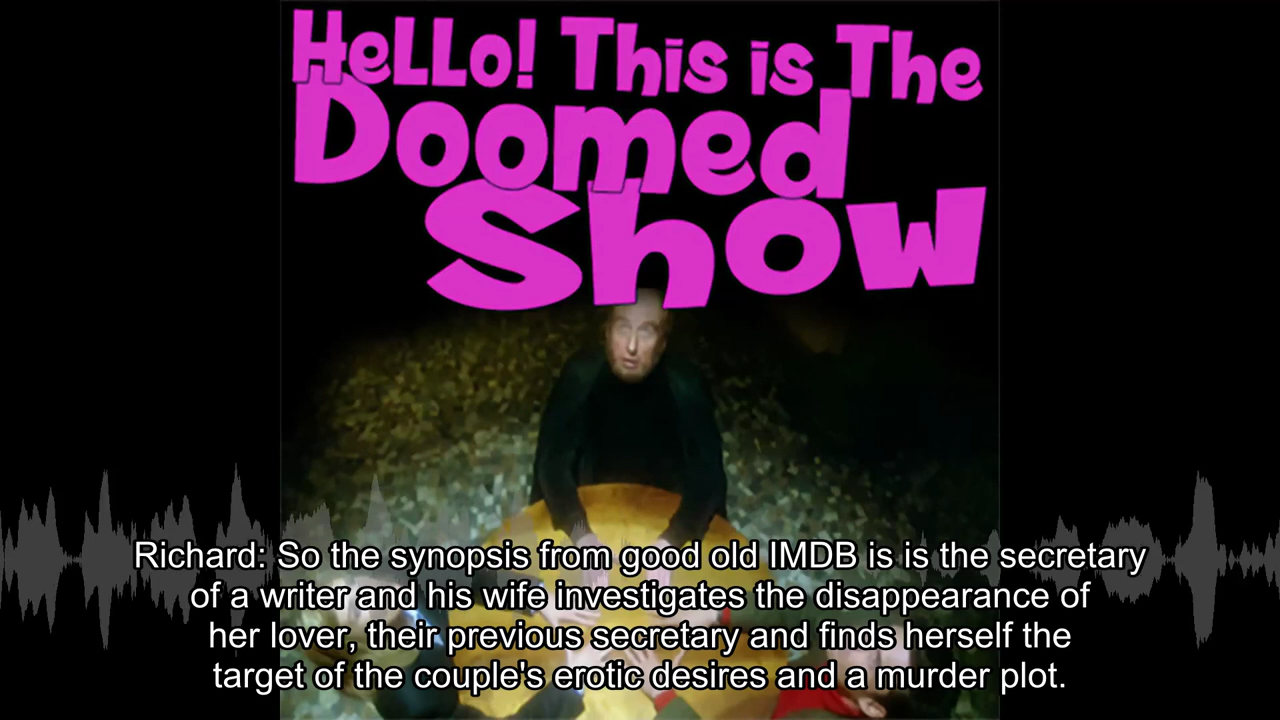 HeLLo! This is The
Doomed
Show
Richard: So the synopsis from good old IMDB is is the secretary
of a writer and his wife investigates the disappearance of
her lover, their previous secretary and finds herself the
target of the couple's erotic desires and a murder plot.